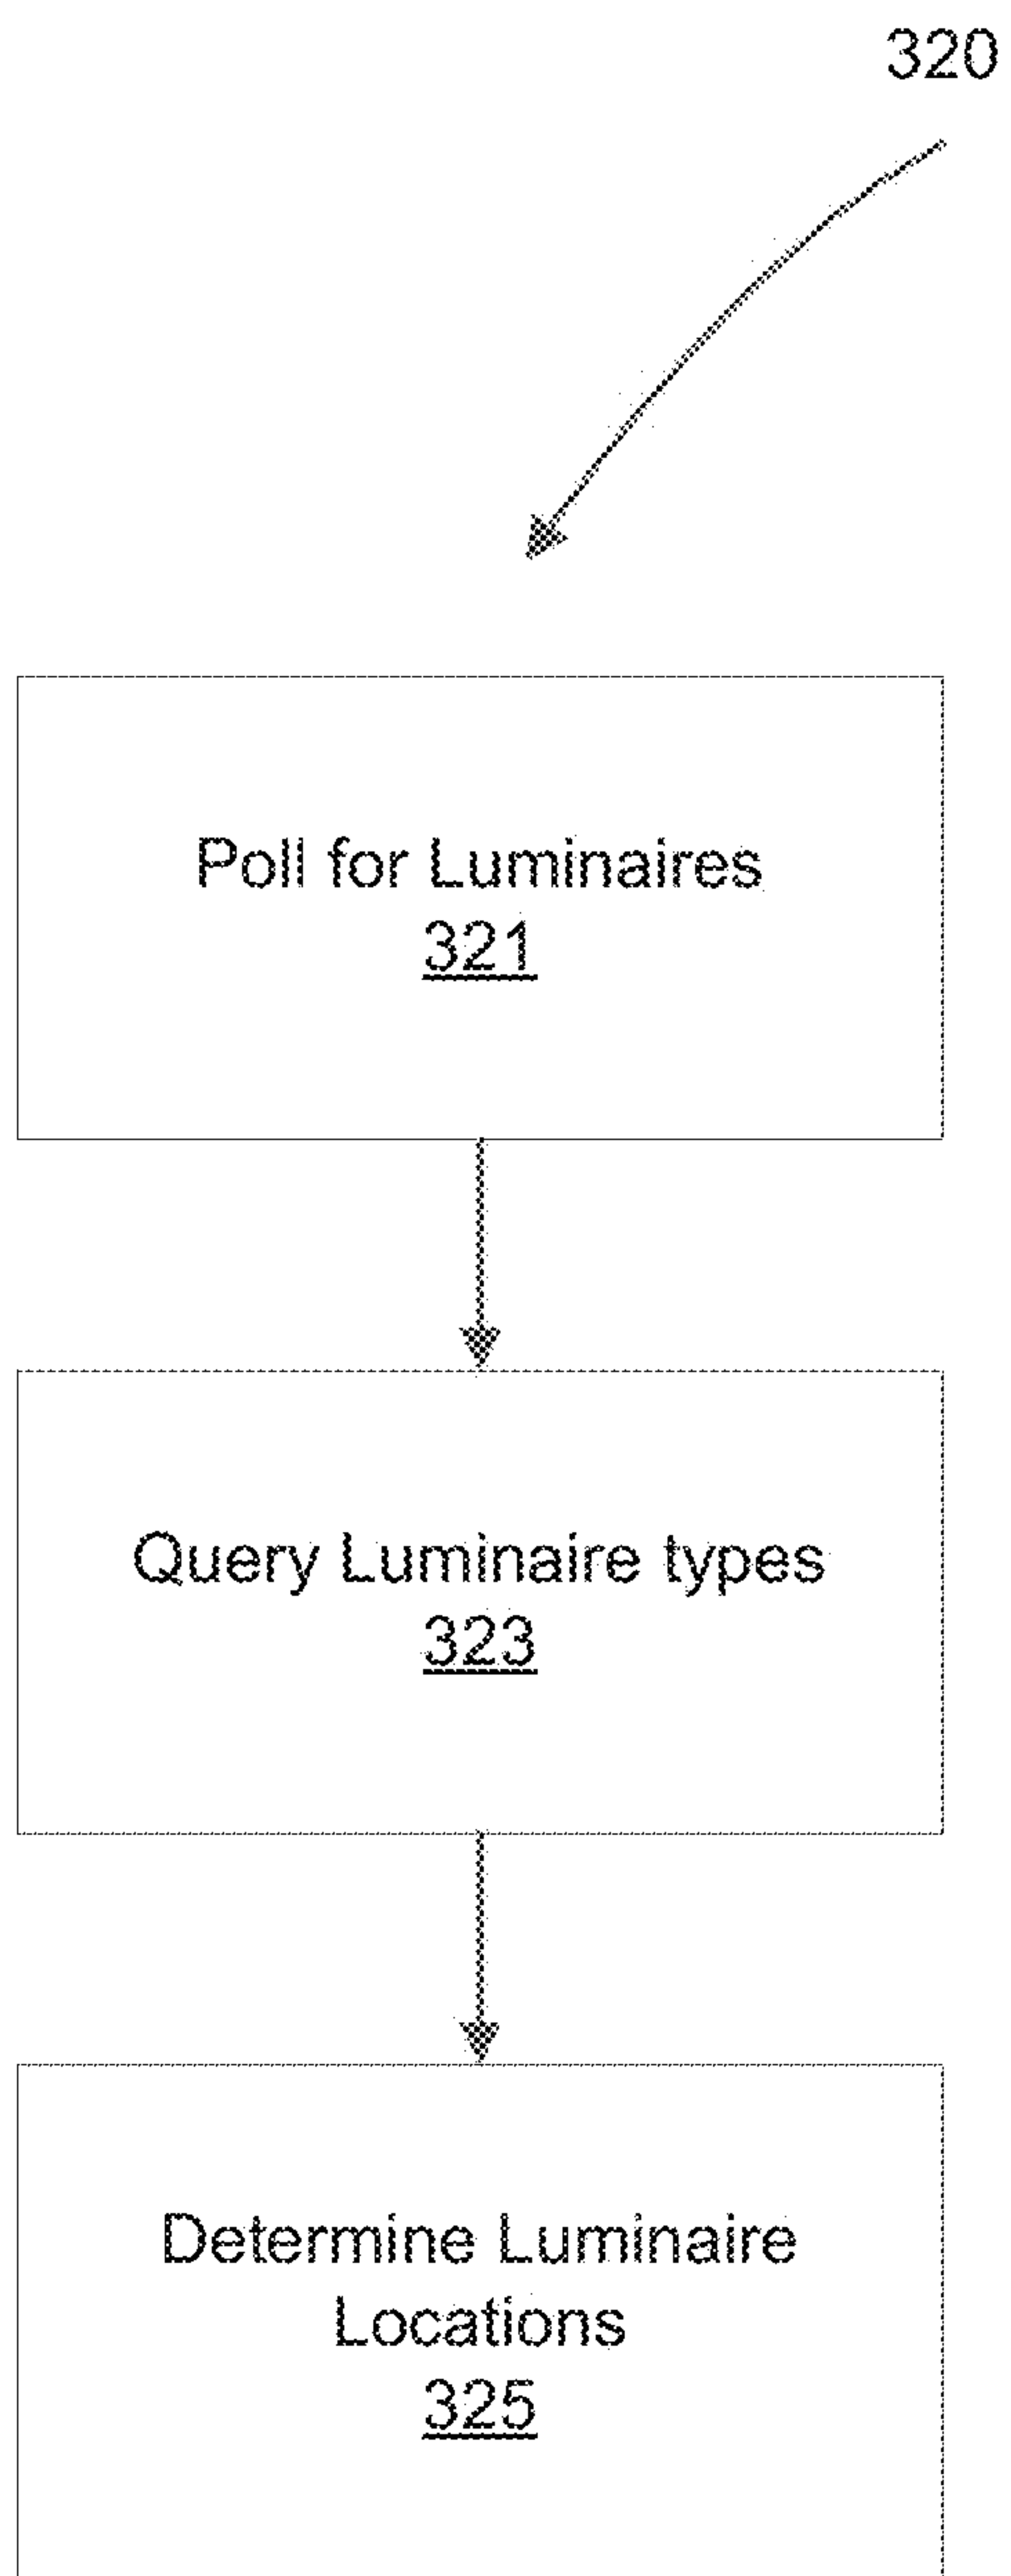 320
Poll for Luminaires
321
Query Luminaire types
323
Determine Luminaire
Locations
325